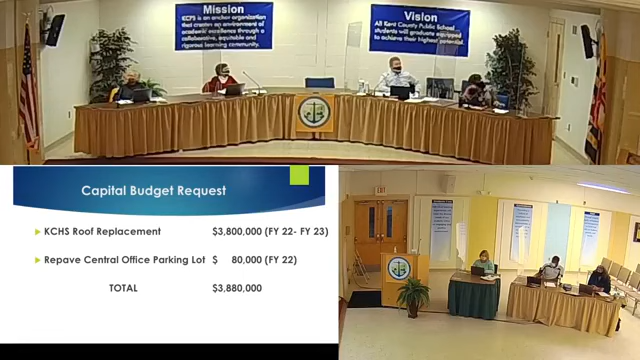 Mission
KCPS is an anchor organization
that creates an environment of
academic excellence through a
collaborative, equitable and
rigorous learning community.
Vision
All Kent County Public School
students will graduate equipped
to achieve their highest potential.
Capital Budget Request
KCHS Roof Replacement $3,800,000 (FY 22- FY 23)
Repave Central Office Parking Lot $ 80,000 (FY 22)
TOTAL $3,880,000
EXIT